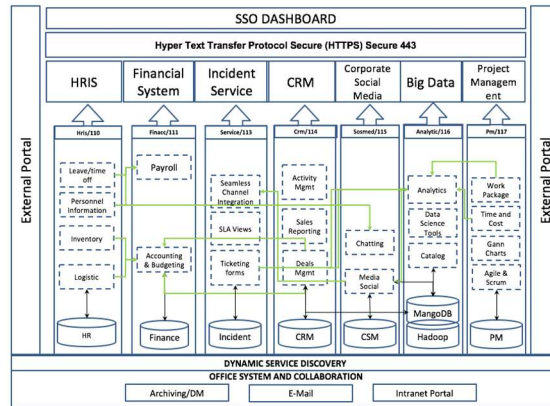 SSO DASHBOARD
Hyper Text Transfer Protocol Secure (HTTPS) Secure 443
External Portal
HRIS
Financial
System
Incident
Service
CRM
Corporate
Social
Media
Big Data
Project
Managem
ent
External Portal
Hris/110
Finacc/111
Service/113
Crm/114
Sosmed/115
Analytic/116
Pm/117
Leave/time
off
Personnel
Information
Inventory
Logistic
HR
Payroll
Accounting
& Budgeting
Finance
Seamless
Channel
Integration
SLA Views
Ticketing
forms
Incident
Activity
Mgmt
Sales
Reporting
Deals
Mgmt
CRM
Chatting
Media
Social
CSM
Analytics
Data
Science
Tools
Catalog
MangoDB
Hadoop
Work
Package
Time and
Cost
Gann
Charts
Agile &
Scrum
PM
DYNAMIC SERVICE DISCOVERY
OFFICE SYSTEM AND COLLABORATION
Archiving/DM
E-Mail
Intranet Portal